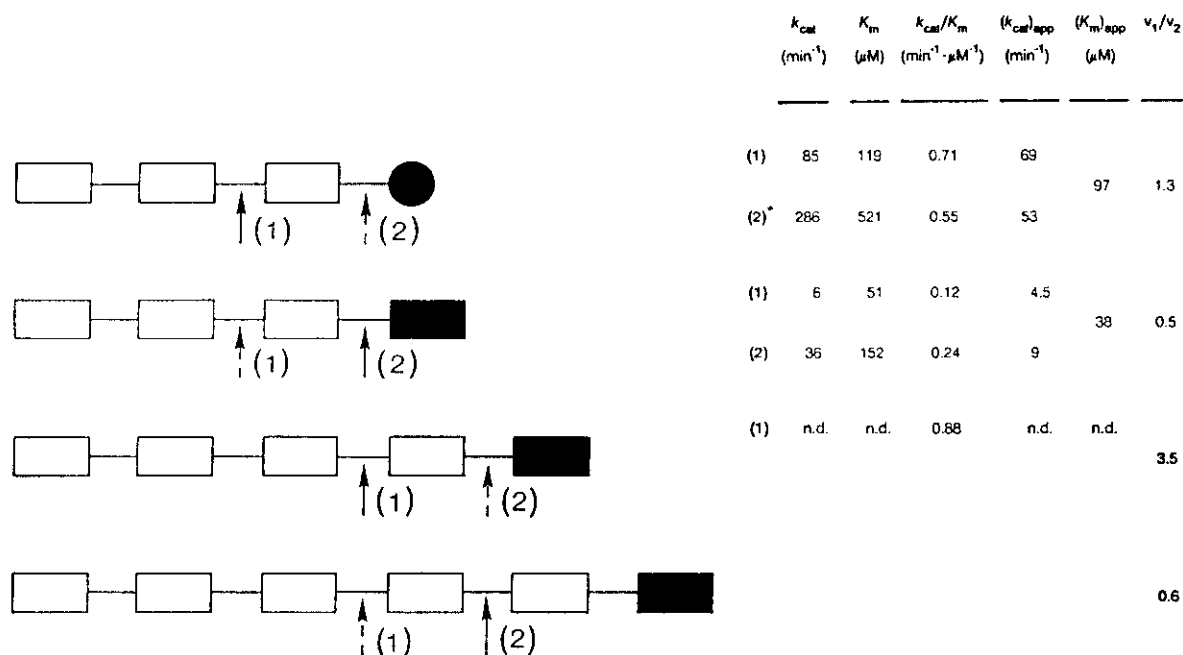 k_cat K_m k_cat/K_m (k_cat)_app (K_m)_app v_1/v_2
(min⁻¹) (μM) (min⁻¹·μM⁻¹) (min⁻¹) (μM)
(1) 85 119 0.71 69
97 1.3
(2)* 286 521 0.55 53
(1) (2)
(1) 6 51 0.12 4.5
38 0.5
(2) 36 152 0.24 9
(1) (2)
(1) n.d. n.d. 0.88 n.d. n.d.
3.5
(1) (2)
0.6
(1) (2)